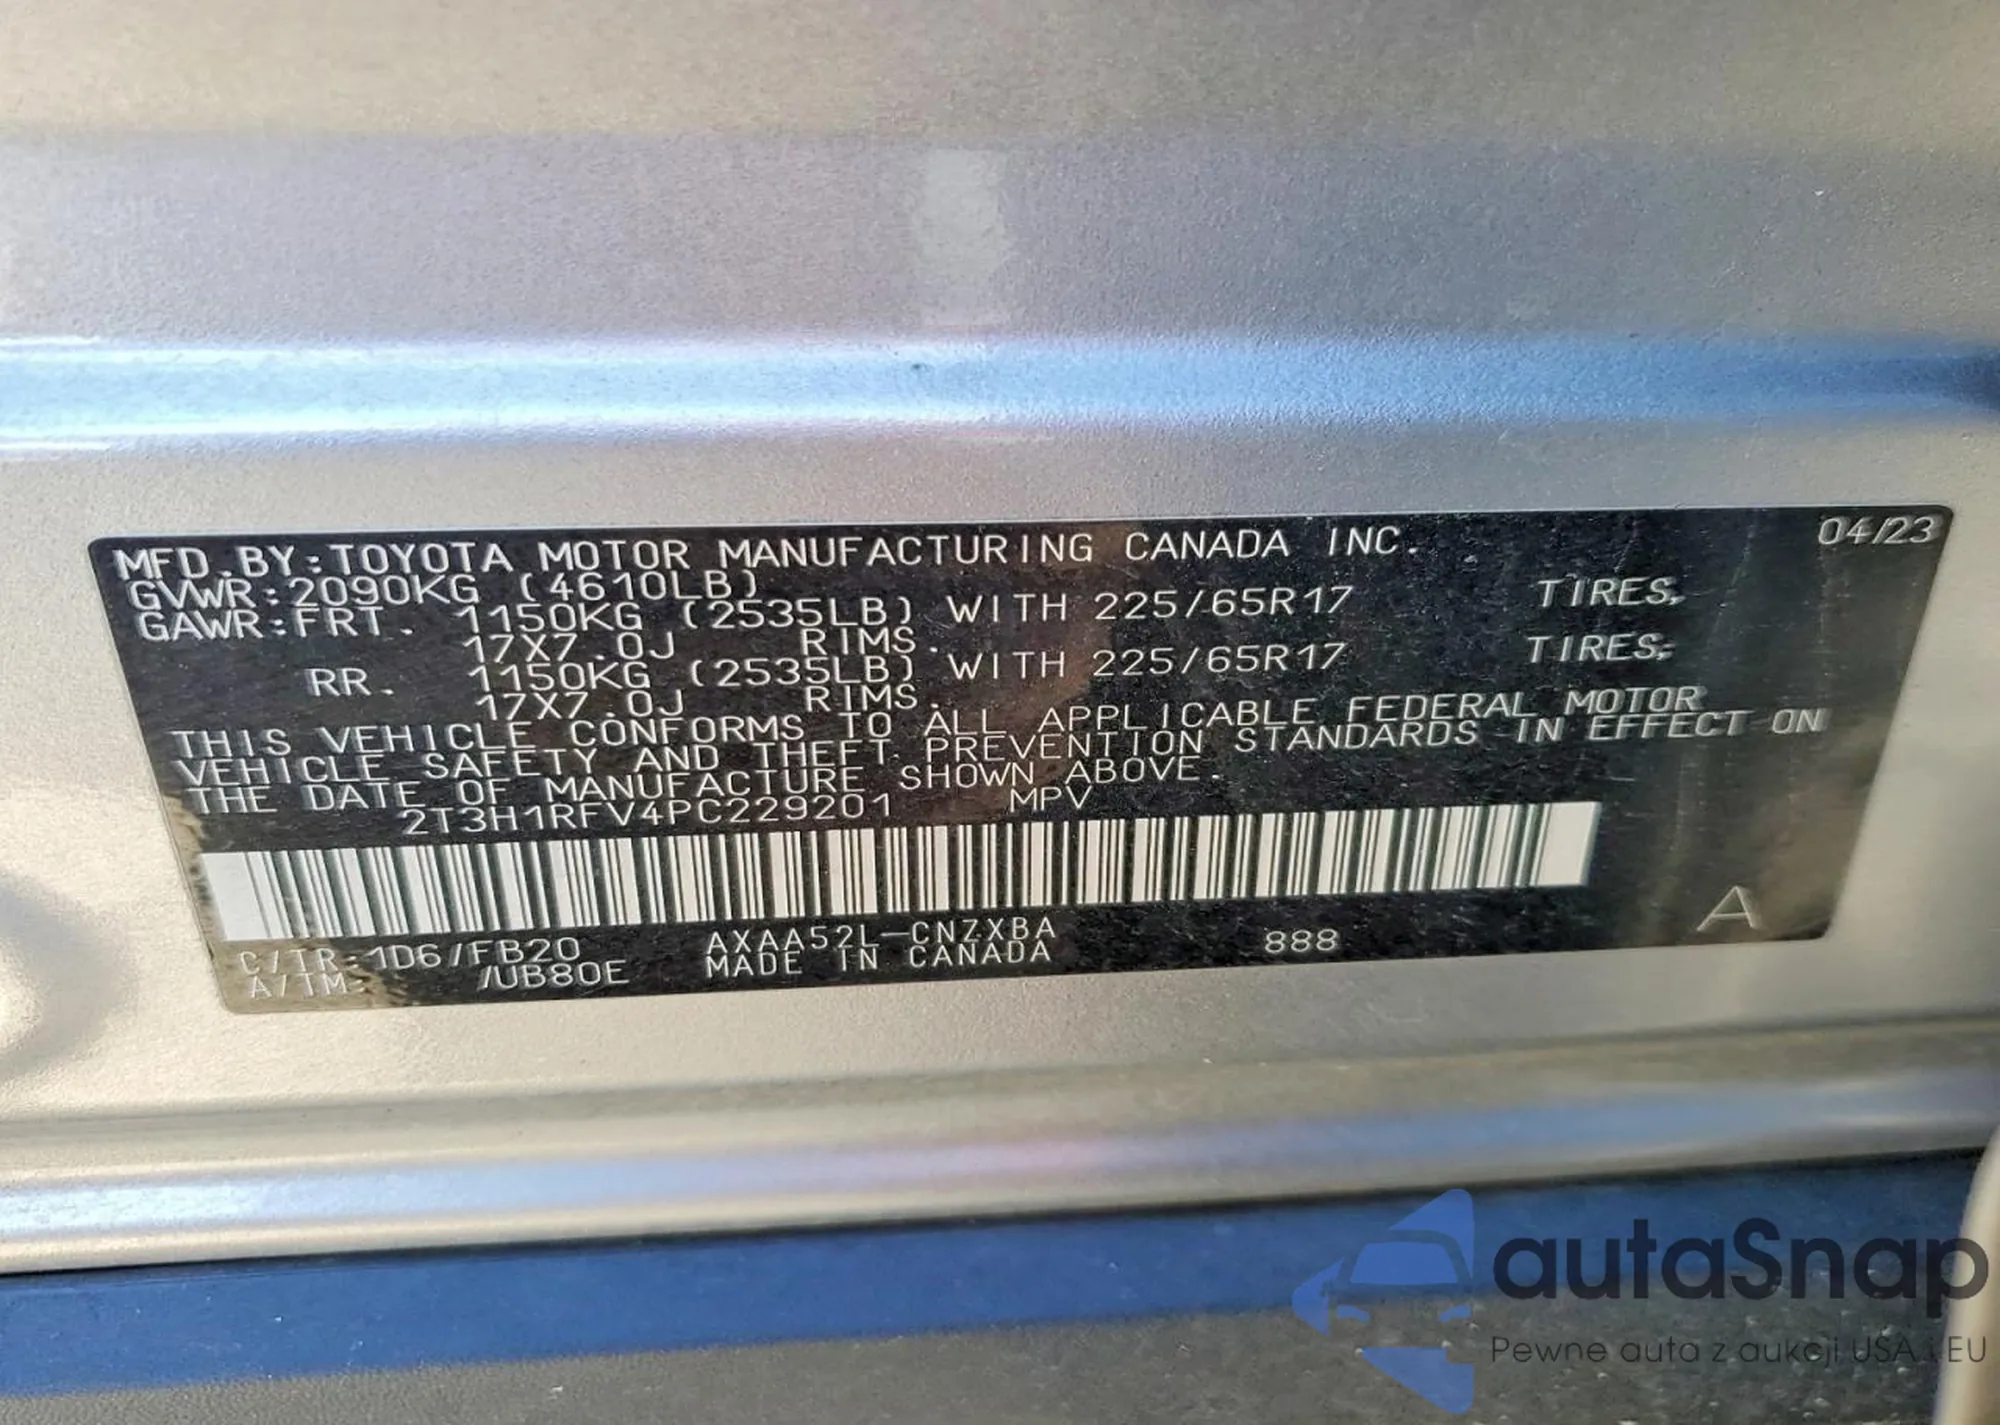 04/23
MFD.BY:TOYOTA MOTOR MANUFACTURING CANADA INC.
GVWR:2090KG (4610LB)
GAWR:FRT. 1150KG (2535LB) WITH 225/65R17 TIRES,
17X7.0J RIMS.
RR. 1150KG (2535LB) WITH 225/65R17 TIRES,
17X7.0J RIMS.
THIS VEHICLE CONFORMS TO ALL APPLICABLE FEDERAL MOTOR
VEHICLE SAFETY AND THEFT PREVENTION STANDARDS IN EFFECT ON
THE DATE OF MANUFACTURE SHOWN ABOVE.
2T3H1RFV4PC229201 MPV
C/TR:1D6/FB20 AXAA52L-CNZXBA 888 A
A/TM: /UB80E MADE IN CANADA
autaSnap
Pewne auta z aukcji USA i EU